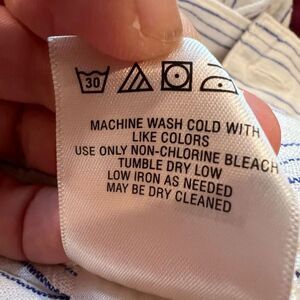 30
MACHINE WASH COLD WITH
LIKE COLORS
USE ONLY NON-CHLORINE BLEACH
TUMBLE DRY LOW
LOW IRON AS NEEDED
MAY BE DRY CLEANED